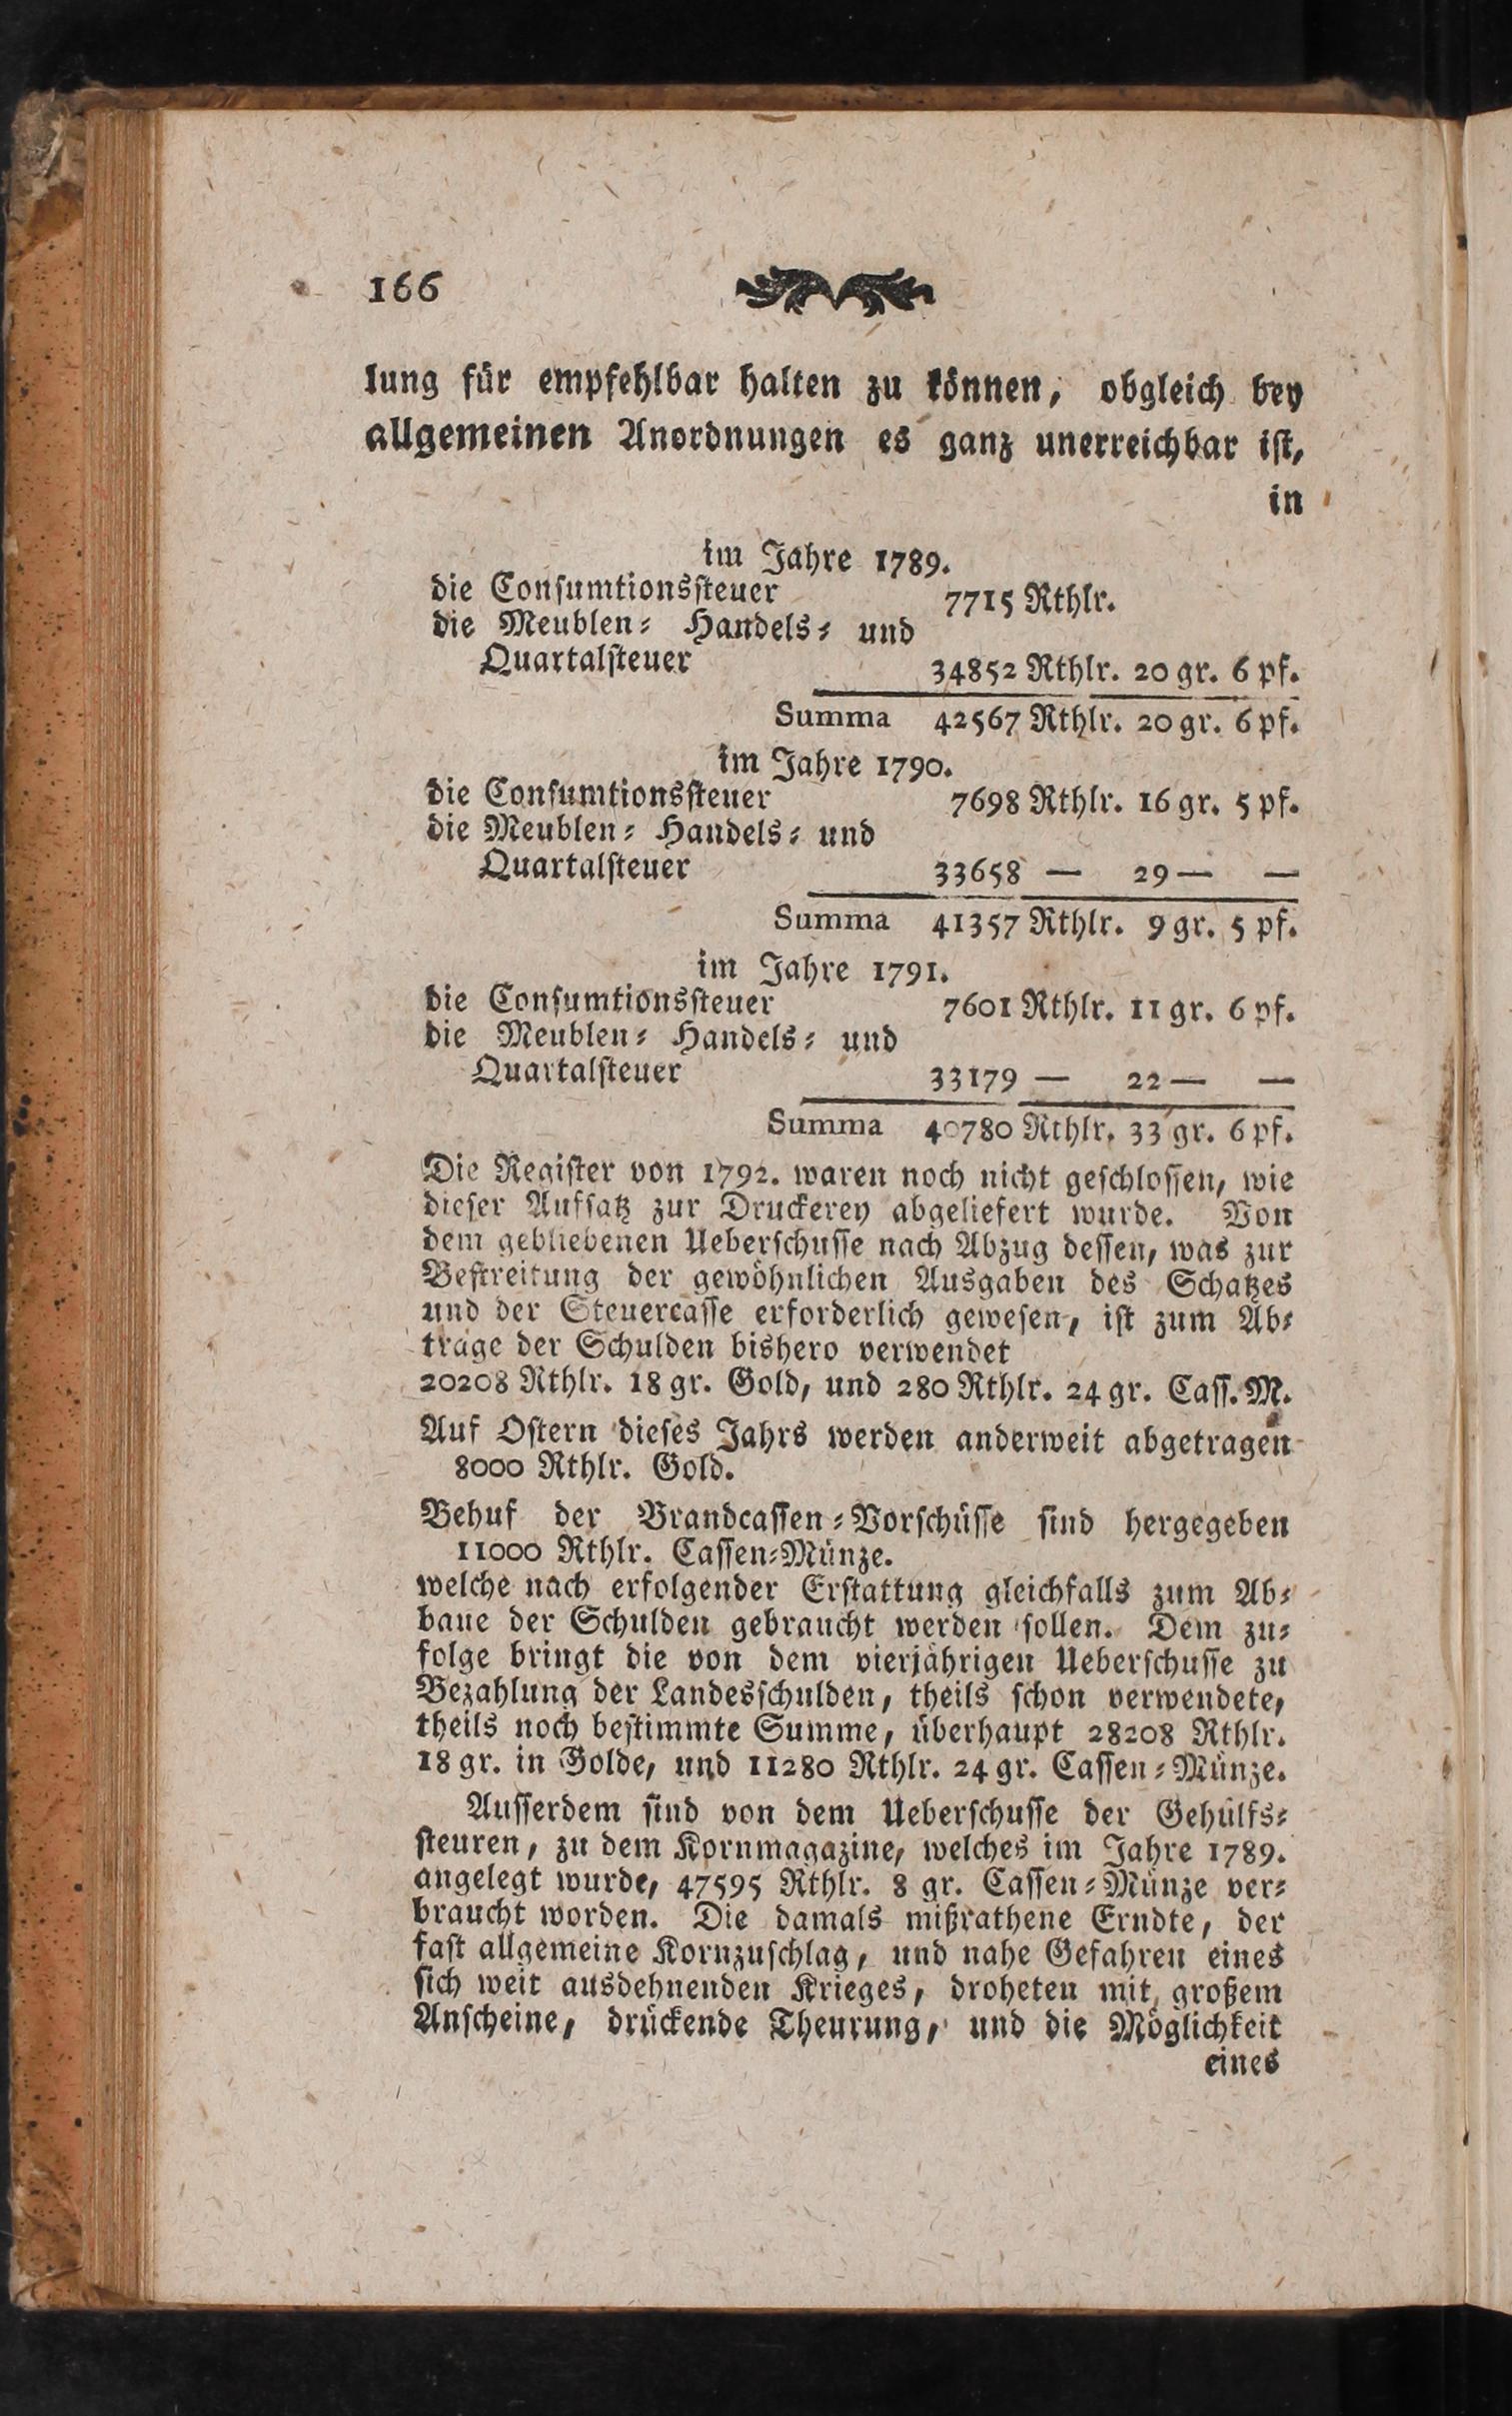 166
lung für empfehlbar halten zu können, obgleich bey
allgemeinen Anordnungen es ganz unerreichbar ist,
in
im Jahre 1789.
die Consumtionssteuer 7715 Rthlr.
die Meublen⸗ Handels⸗ und
Quartalsteuer 34852 Rthlr. 20 gr. 6 pf.
Summa 42567 Rthlr. 20 gr. 6 pf.
im Jahre 1790.
die Consumtionssteuer 7698 Rthlr. 16 gr. 5 pf.
die Meublen⸗ Handels⸗ und
Quartalsteuer 33658 — 29 — —
Summa 41357 Rthlr. 9 gr. 5 pf.
im Jahre 1791.
die Consumtionssteuer 7601 Rthlr. 11 gr. 6 pf.
die Meublen⸗ Handels⸗ und
Quartalsteuer 33179 — 22 — —
Summa 40780 Rthlr. 33 gr. 6 pf.
Die Register von 1792. waren noch nicht geschlossen, wie
dieser Aufsatz zur Druckerey abgeliefert wurde. Von
dem gebliebenen Ueberschusse nach Abzug dessen, was zur
Bestreitung der gewöhnlichen Ausgaben des Schatzes
und der Steuercasse erforderlich gewesen, ist zum Ab⸗
trage der Schulden bishero verwendet
20208 Rthlr. 18 gr. Gold, und 280 Rthlr. 24 gr. Cass. M.
Auf Ostern dieses Jahrs werden anderweit abgetragen
8000 Rthlr. Gold.
Behuf der Brandcassen⸗Vorschüsse sind hergegeben
11000 Rthlr. Cassen⸗Münze.
welche nach erfolgender Erstattung gleichfalls zum Ab⸗
baue der Schulden gebraucht werden sollen. Dem zu⸗
folge bringt die von dem vierjährigen Ueberschusse zu
Bezahlung der Landesschulden, theils schon verwendete,
theils noch bestimmte Summe, überhaupt 28208 Rthlr.
18 gr. in Golde, und 11280 Rthlr. 24 gr. Cassen⸗Münze.
Ausserdem sind von dem Ueberschusse der Gehülfs⸗
steuren, zu dem Kornmagazine, welches im Jahre 1789.
angelegt wurde, 47595 Rthlr. 8 gr. Cassen⸗Münze ver⸗
braucht worden. Die damals mißrathene Erndte, der
fast allgemeine Kornzuschlag, und nahe Gefahren eines
sich weit ausdehnenden Krieges, droheten mit großem
Anscheine, drückende Theurung, und die Möglichkeit
eines